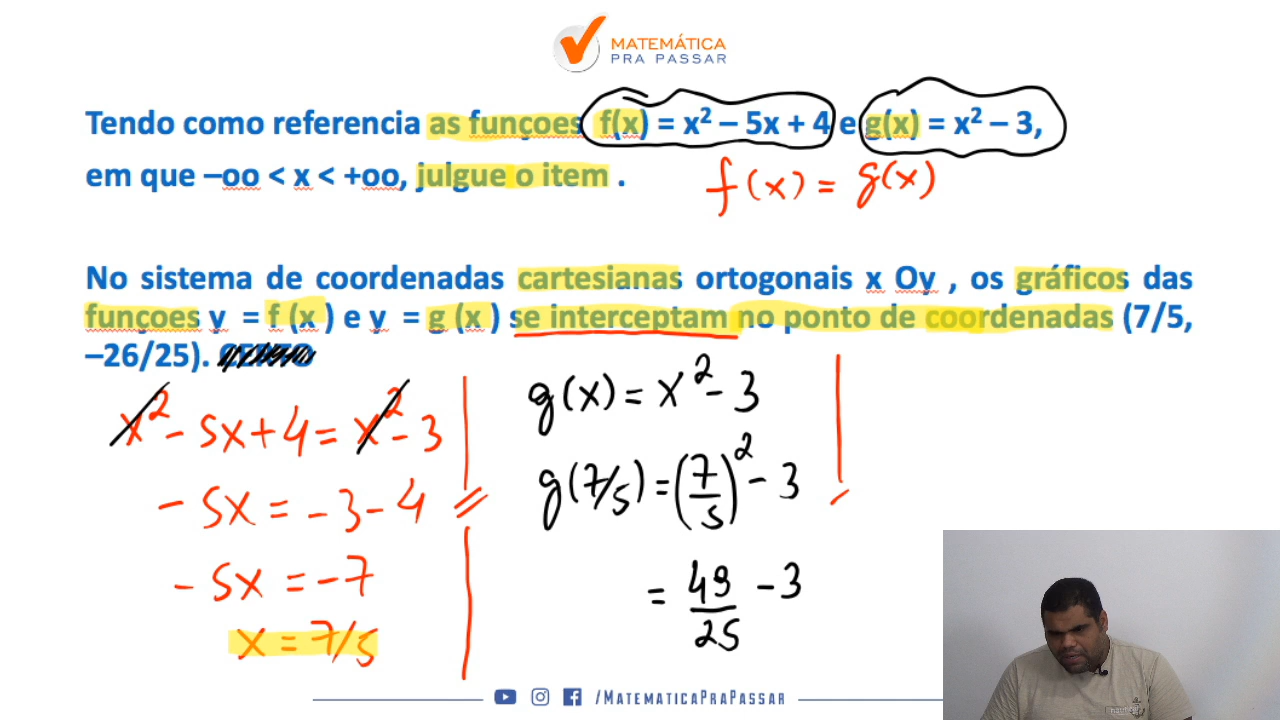 MATEMÁTICA
PRA PASSAR
Tendo como referencia as funçoes f(x) = x² – 5x + 4 e g(x) = x² – 3,
em que –oo < x < +oo, julgue o item .
f(x) = g(x)
No sistema de coordenadas cartesianas ortogonais x Oy , os gráficos das
funçoes y = f (x ) e y = g (x ) se interceptam no ponto de coordenadas (7/5,
–26/25).
x² - 5x + 4 = x² - 3
- 5x = - 3 - 4
- 5x = - 7
x = 7/5
g(x) = x² - 3
g(7/5) = (7/5)² - 3
= 49/25 - 3
/MATEMATICAPRAPASSAR